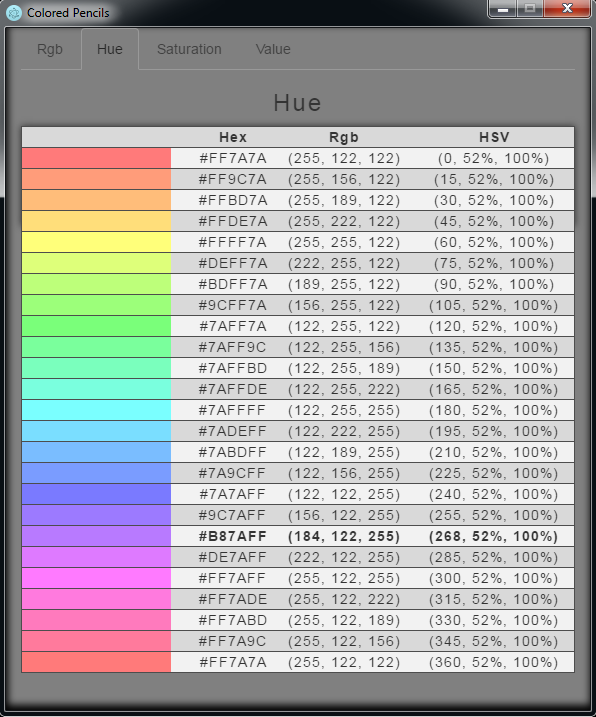 Colored Pencils
Rgb Hue Saturation Value
Hue
Hex Rgb HSV
#FF7A7A (255, 122, 122) (0, 52%, 100%)
#FF9C7A (255, 156, 122) (15, 52%, 100%)
#FFBD7A (255, 189, 122) (30, 52%, 100%)
#FFDE7A (255, 222, 122) (45, 52%, 100%)
#FFFF7A (255, 255, 122) (60, 52%, 100%)
#DEFF7A (222, 255, 122) (75, 52%, 100%)
#BDFF7A (189, 255, 122) (90, 52%, 100%)
#9CFF7A (156, 255, 122) (105, 52%, 100%)
#7AFF7A (122, 255, 122) (120, 52%, 100%)
#7AFF9C (122, 255, 156) (135, 52%, 100%)
#7AFFBD (122, 255, 189) (150, 52%, 100%)
#7AFFDE (122, 255, 222) (165, 52%, 100%)
#7AFFFF (122, 255, 255) (180, 52%, 100%)
#7ADEFF (122, 222, 255) (195, 52%, 100%)
#7ABDFF (122, 189, 255) (210, 52%, 100%)
#7A9CFF (122, 156, 255) (225, 52%, 100%)
#7A7AFF (122, 122, 255) (240, 52%, 100%)
#9C7AFF (156, 122, 255) (255, 52%, 100%)
#B87AFF (184, 122, 255) (268, 52%, 100%)
#DE7AFF (222, 122, 255) (285, 52%, 100%)
#FF7AFF (255, 122, 255) (300, 52%, 100%)
#FF7ADE (255, 122, 222) (315, 52%, 100%)
#FF7ABD (255, 122, 189) (330, 52%, 100%)
#FF7A9C (255, 122, 156) (345, 52%, 100%)
#FF7A7A (255, 122, 122) (360, 52%, 100%)